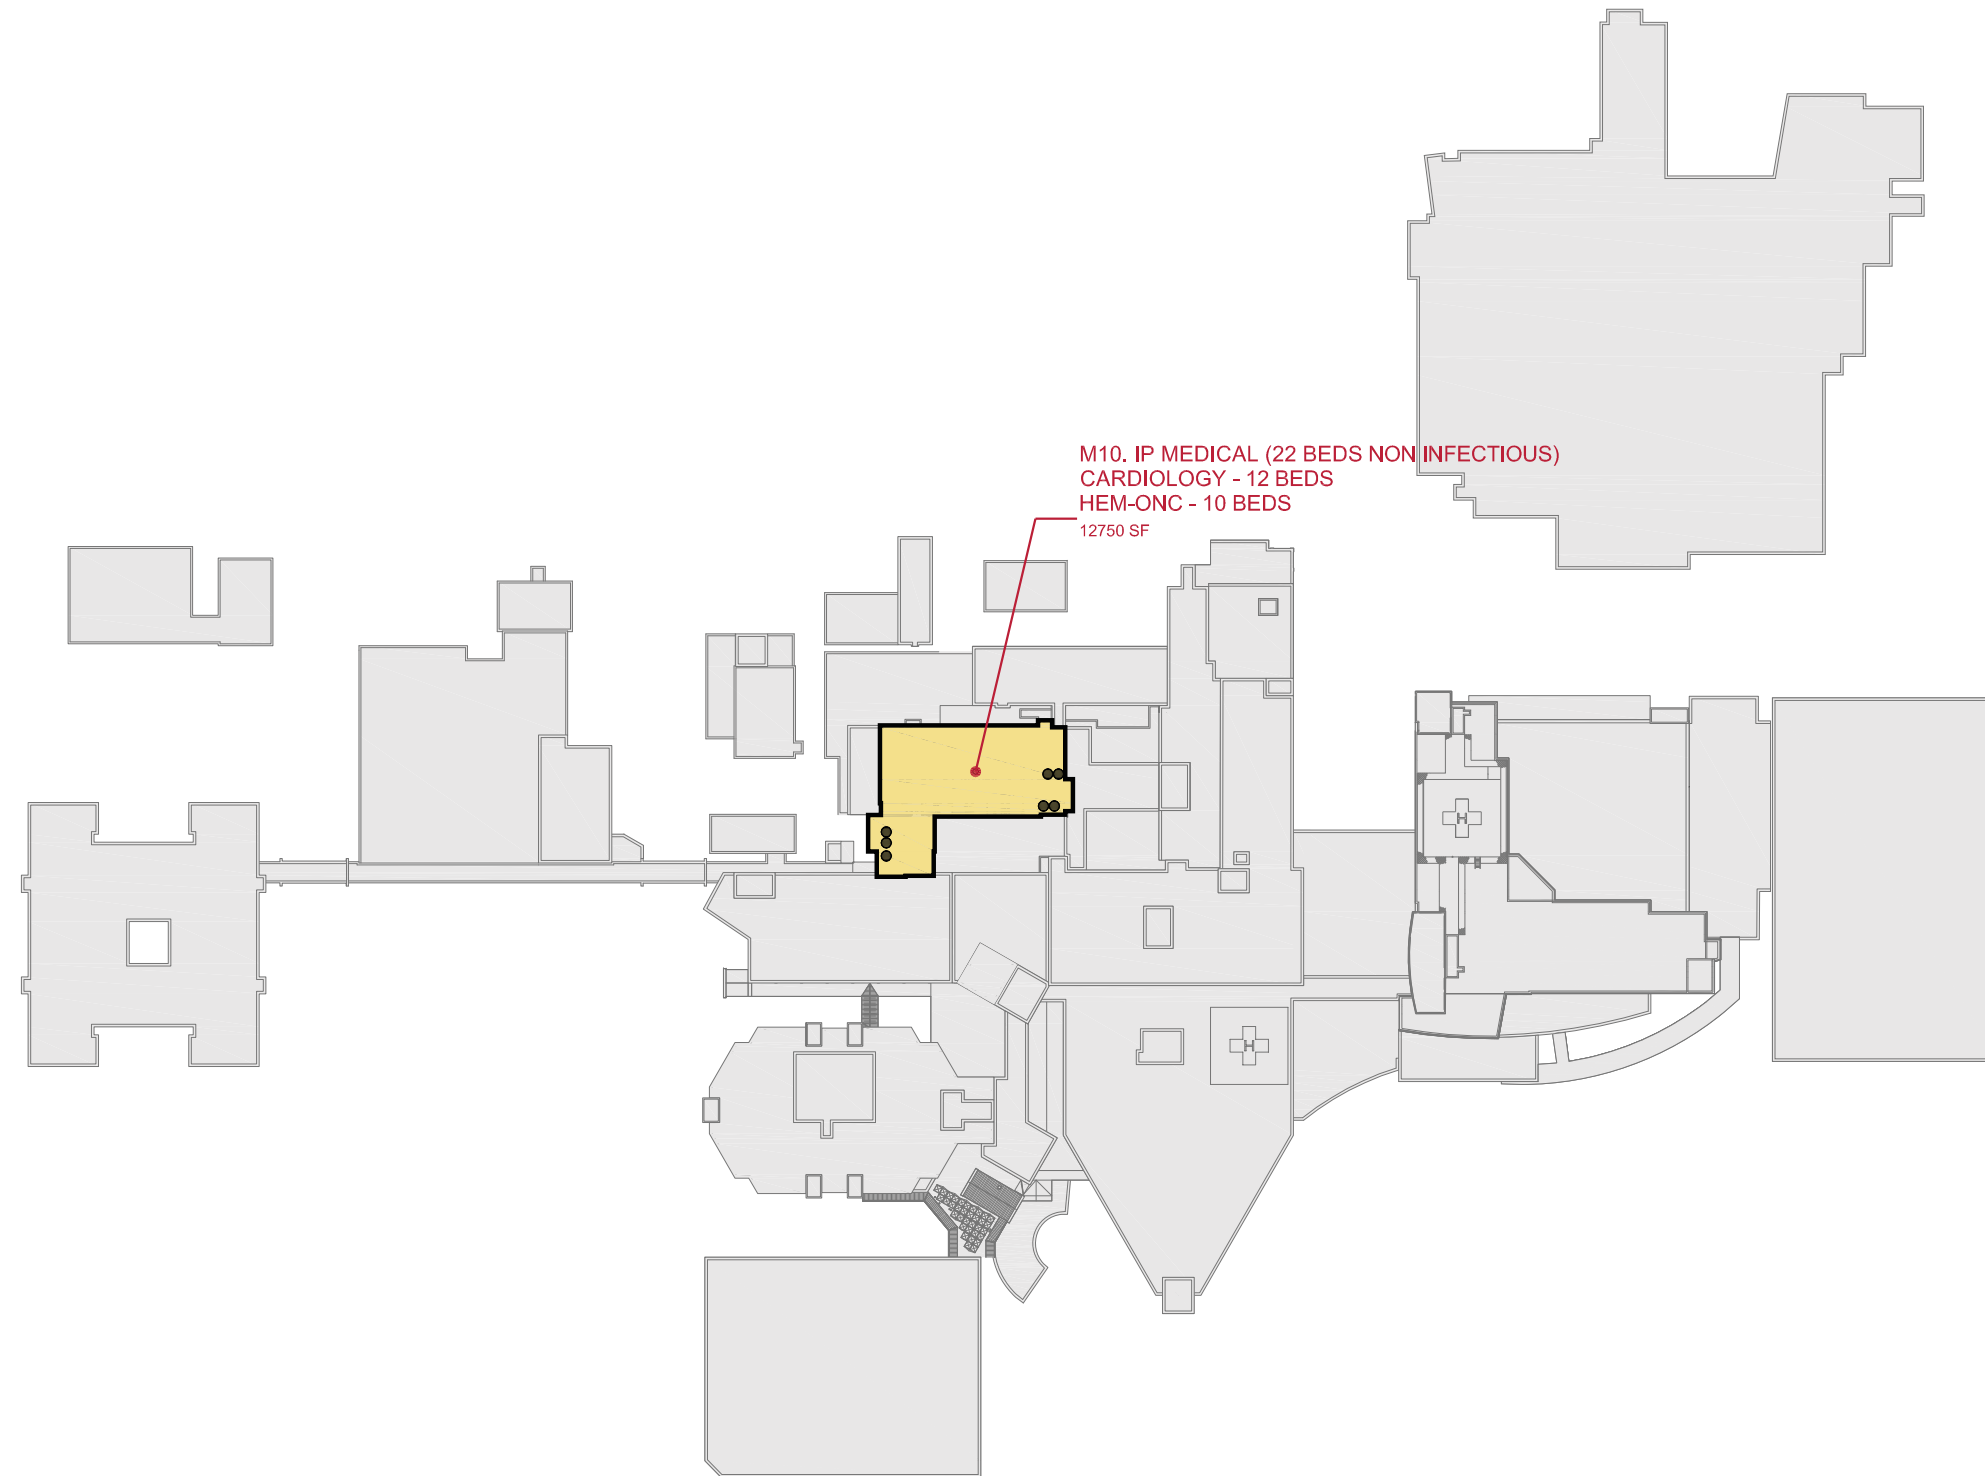 M10. IP MEDICAL (22 BEDS NON INFECTIOUS)
CARDIOLOGY - 12 BEDS
HEM-ONC - 10 BEDS
12750 SF
H
H